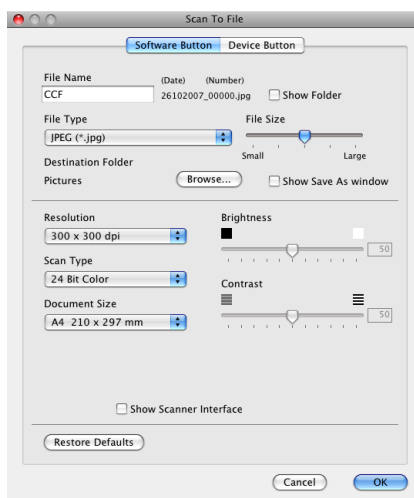 Scan To File
Software Button Device Button
File Name (Date) (Number)
CCF 26102007_00000.jpg Show Folder
File Type File Size
JPEG (*.jpg)
Small Large
Destination Folder
Pictures Browse... Show Save As window
Resolution Brightness
300 x 300 dpi 50
Scan Type
24 Bit Color Contrast
Document Size
A4 210 x 297 mm 50
Show Scanner Interface
Restore Defaults
Cancel OK